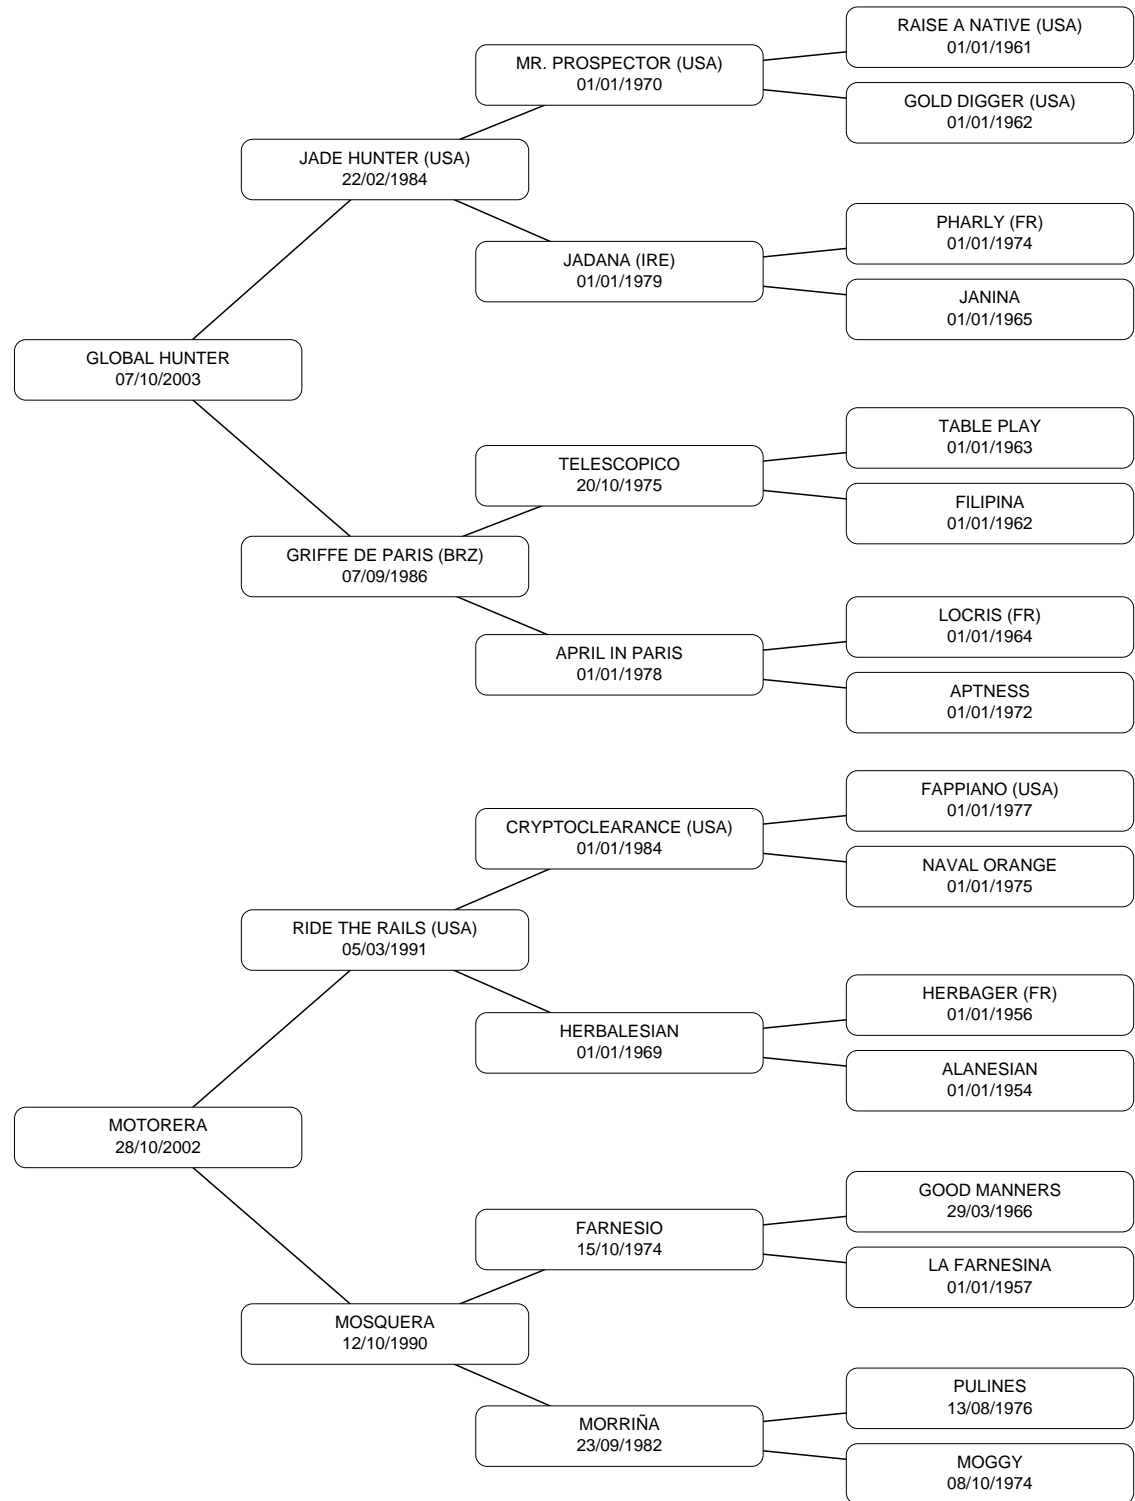 RAISE A NATIVE (USA)
01/01/1961
MR. PROSPECTOR (USA)
01/01/1970
GOLD DIGGER (USA)
01/01/1962
JADE HUNTER (USA)
22/02/1984
PHARLY (FR)
01/01/1974
JADANA (IRE)
01/01/1979
JANINA
01/01/1965
GLOBAL HUNTER
07/10/2003
TABLE PLAY
01/01/1963
TELESCOPICO
20/10/1975
FILIPINA
01/01/1962
GRIFFE DE PARIS (BRZ)
07/09/1986
LOCRIS (FR)
01/01/1964
APRIL IN PARIS
01/01/1978
APTNESS
01/01/1972
FAPPIANO (USA)
01/01/1977
CRYPTOCLEARANCE (USA)
01/01/1984
NAVAL ORANGE
01/01/1975
RIDE THE RAILS (USA)
05/03/1991
HERBAGER (FR)
01/01/1956
HERBALESIAN
01/01/1969
ALANESIAN
01/01/1954
MOTORERA
28/10/2002
GOOD MANNERS
29/03/1966
FARNESIO
15/10/1974
LA FARNESINA
01/01/1957
MOSQUERA
12/10/1990
PULINES
13/08/1976
MORRIÑA
23/09/1982
MOGGY
08/10/1974